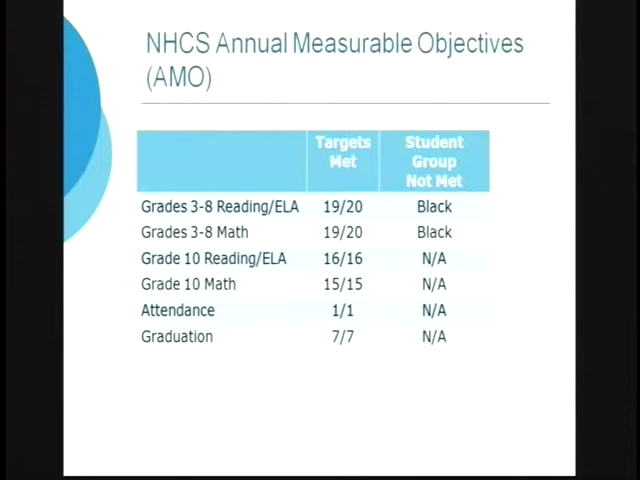 NHCS Annual Measurable Objectives
(AMO)
Targets Met Student Group Not Met
Grades 3-8 Reading/ELA 19/20 Black
Grades 3-8 Math 19/20 Black
Grade 10 Reading/ELA 16/16 N/A
Grade 10 Math 15/15 N/A
Attendance 1/1 N/A
Graduation 7/7 N/A